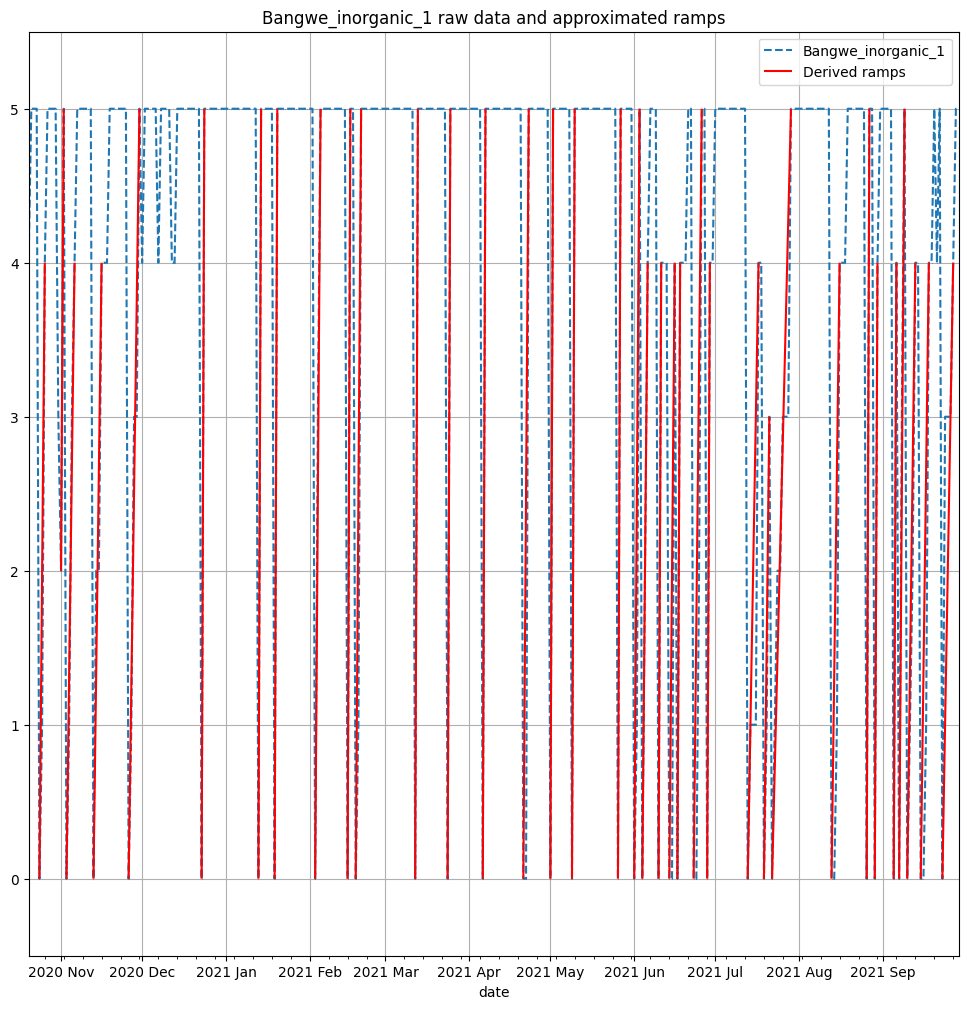 Bangwe_inorganic_1 raw data and approximated ramps
Bangwe_inorganic_1
Derived ramps
5
4
3
2
1
0
2020 Nov
2020 Dec
2021 Jan
2021 Feb
2021 Mar
2021 Apr
2021 May
2021 Jun
2021 Jul
2021 Aug
2021 Sep
date